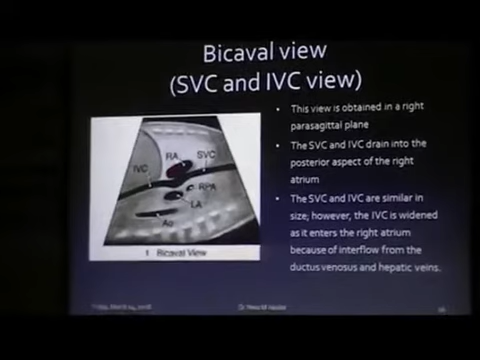 Bicaval view
(SVC and IVC view)
• This view is obtained in a right
parasagittal plane
• The SVC and IVC drain into the
posterior aspect of the right
atrium
• The SVC and IVC are similar in
size; however, the IVC is widened
as it enters the right atrium
because of interflow from the
ductus venosus and hepatic veins.
RA
SVC
IVC
RPA
LA
Ao
1 Bicaval View